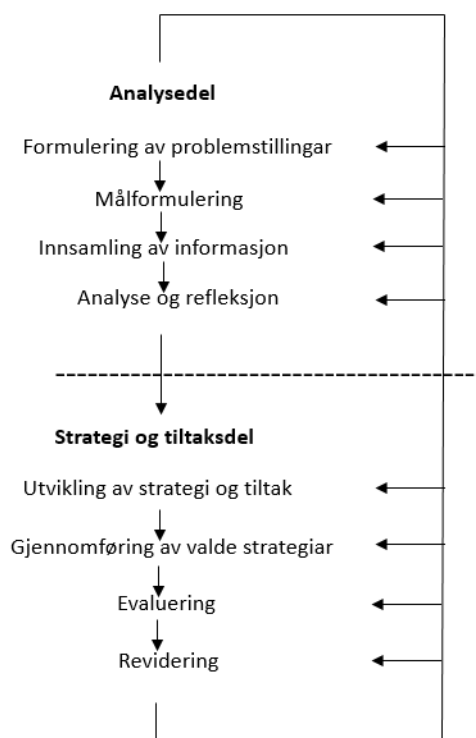 Analysedel
Formulering av problemstillingar
Målformulering
Innsamling av informasjon
Analyse og refleksjon
Strategi og tiltaksdel
Utvikling av strategi og tiltak
Gjennomføring av valde strategiar
Evaluering
Revidering